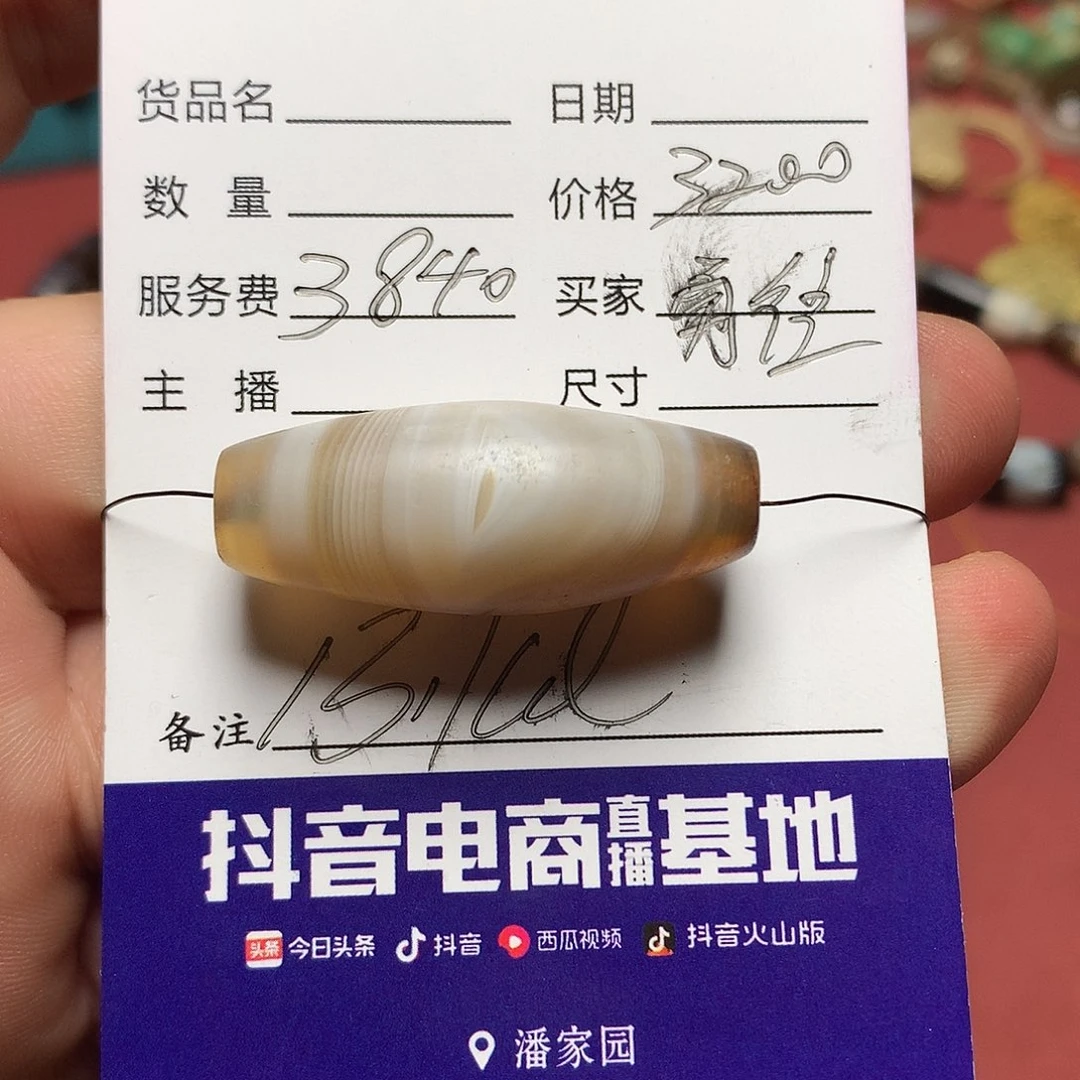 货品名 日期
数 量 价格 3200
服务费 3840 买家
主 播 尺寸
备注
抖音电商直播基地
头条 今日头条 抖音 西瓜视频 抖音火山版
潘家园